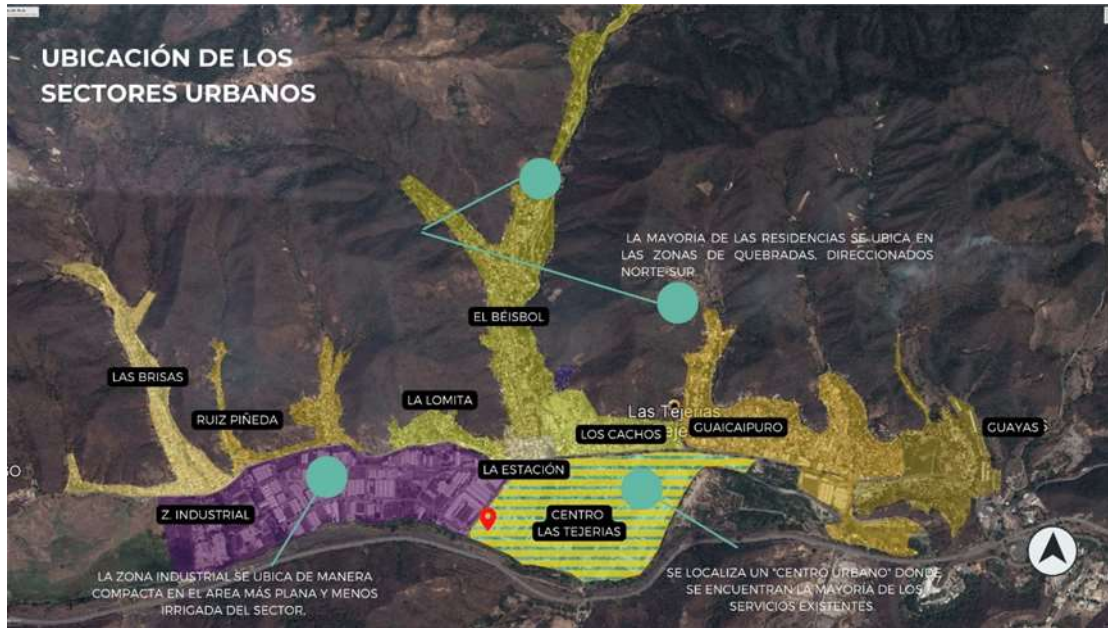 UBICACIÓN DE LOS
SECTORES URBANOS
LA MAYORIA DE LAS RESIDENCIAS SE UBICA EN
LAS ZONAS DE QUEBRADAS. DIRECCIONADOS
NORTE-SUR.
EL BÉISBOL
LAS BRISAS
RUIZ PIÑEDA
LA LOMITA
Las Tejerias
LOS CACHOS
GUAICAIPURO
GUAYAS
LA ESTACIÓN
Z. INDUSTRIAL
CENTRO
LAS TEJERIAS
LA ZONA INDUSTRIAL SE UBICA DE MANERA
COMPACTA EN EL AREA MÁS PLANA Y MENOS
IRRIGADA DEL SECTOR.
SE LOCALIZA UN "CENTRO URBANO" DONDE
SE ENCUENTRAN LA MAYORÍA DE LOS
SERVICIOS EXISTENTES